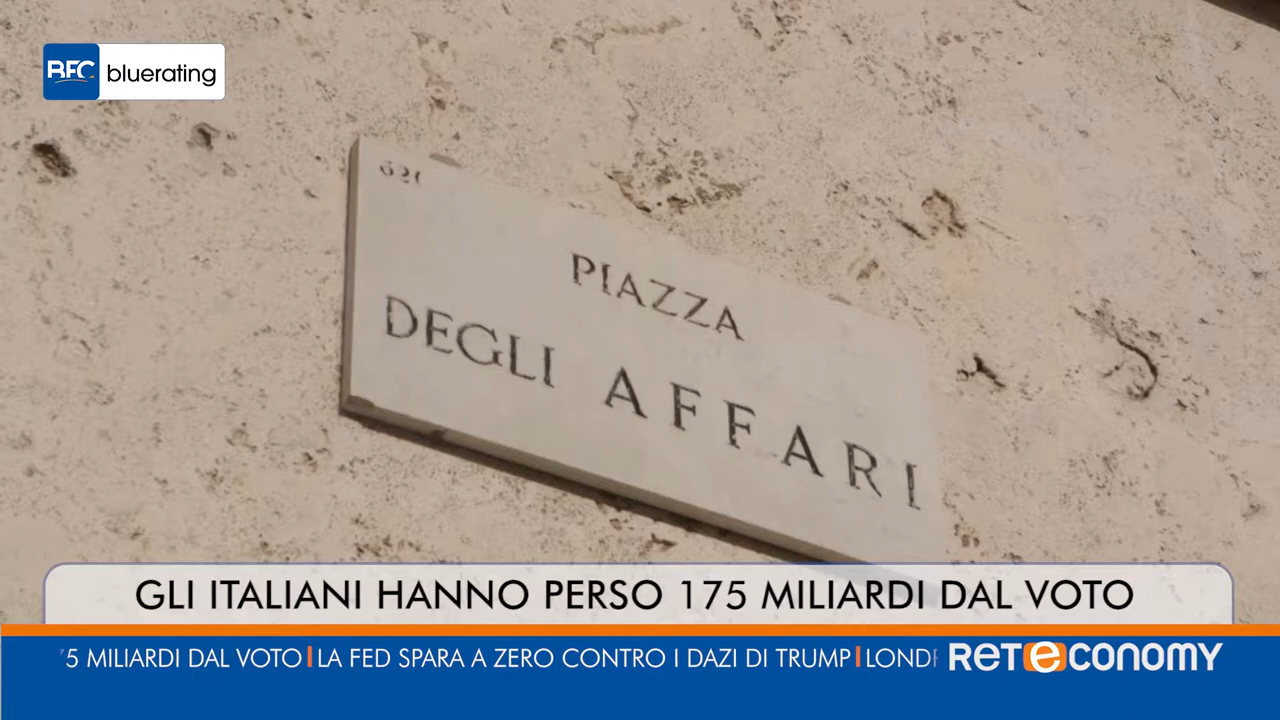 BFC bluerating
621
PIAZZA
DEGLI AFFARI
GLI ITALIANI HANNO PERSO 175 MILIARDI DAL VOTO
5 MILIARDI DAL VOTO | LA FED SPARA A ZERO CONTRO I DAZI DI TRUMP | LOND
RETECONOMY